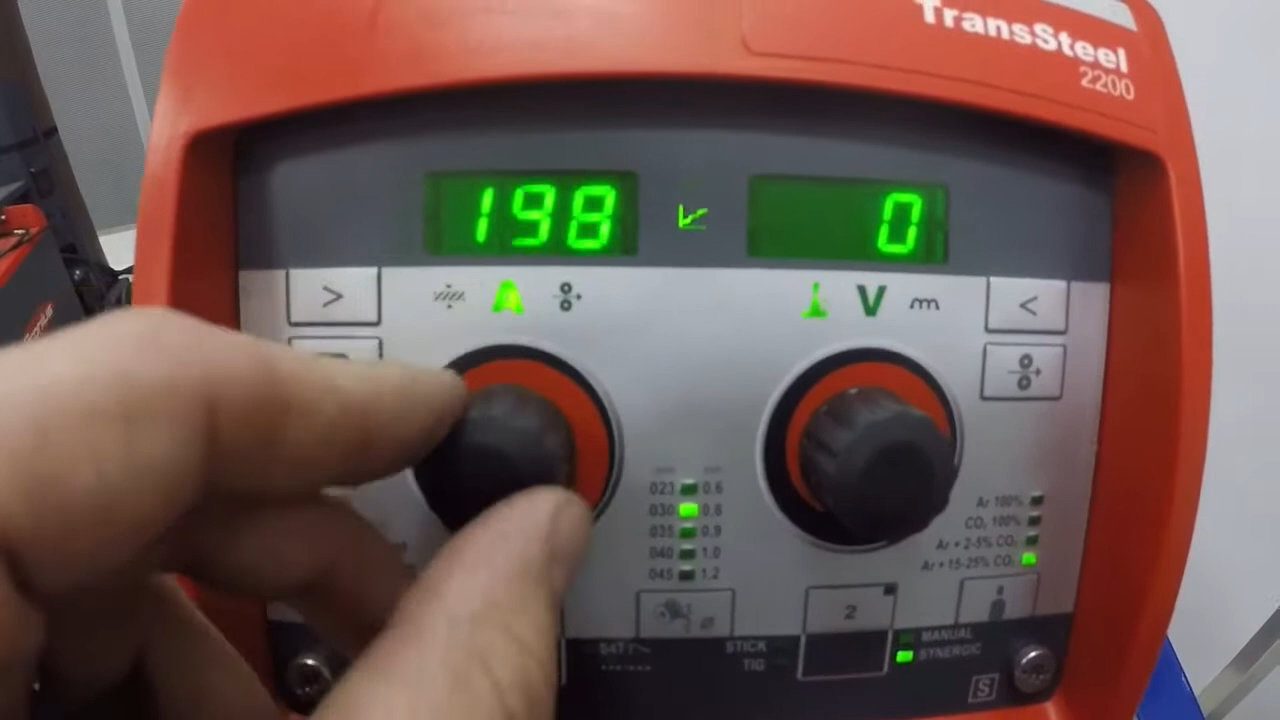 TransSteel
2200
198 0
A V
023 0.6
030 0.8
035 0.9
040 1.0
045 1.2
Ar 100%
CO₂ 100%
Ar + 2-5% CO₂
Ar + 15-25% CO₂
2
S4T
STICK
TIG
MANUAL
SYNERGIC
S